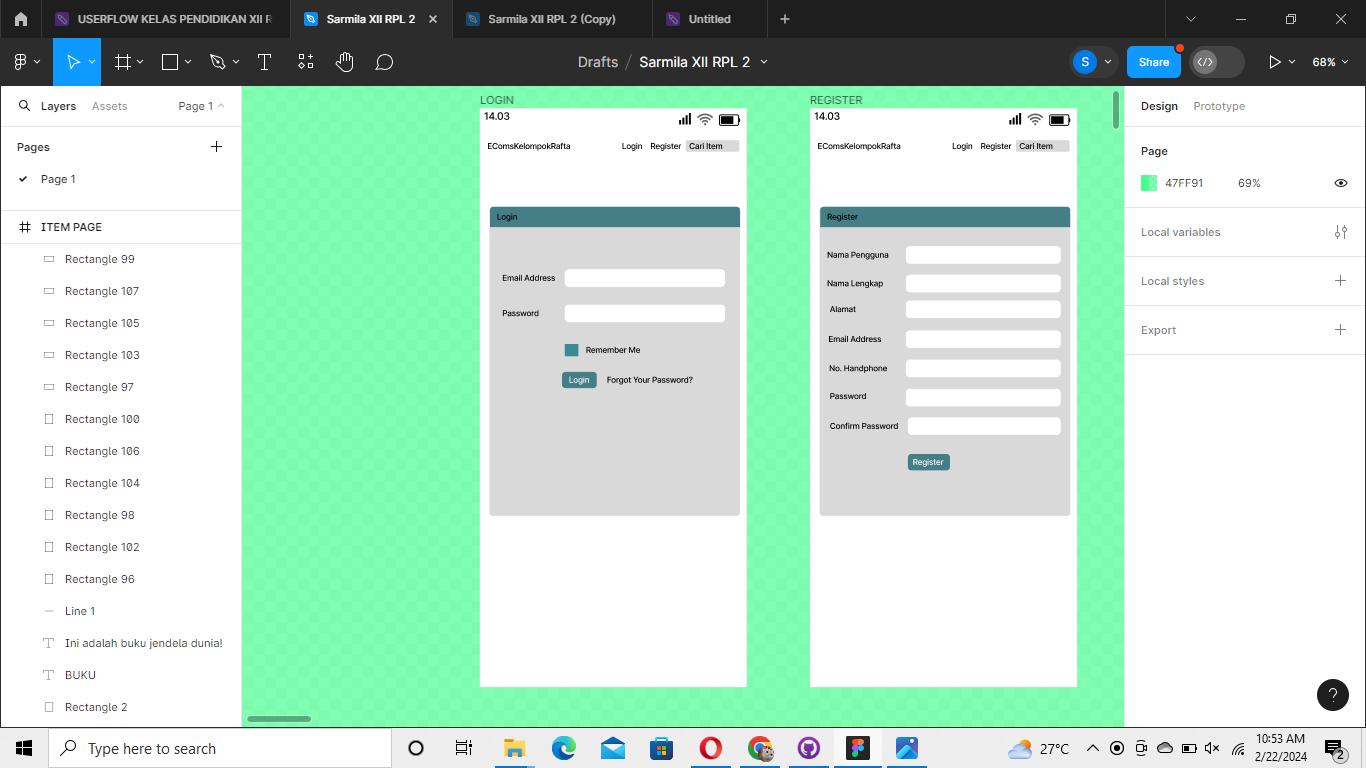 USERFLOW KELAS PENDIDIKAN XII R
Sarmila XII RPL 2
Sarmila XII RPL 2 (Copy)
Untitled
Drafts / Sarmila XII RPL 2
S
Share
68%
Layers
Assets
Page 1
Pages
Page 1
ITEM PAGE
Rectangle 99
Rectangle 107
Rectangle 105
Rectangle 103
Rectangle 97
Rectangle 100
Rectangle 106
Rectangle 104
Rectangle 98
Rectangle 102
Rectangle 96
Line 1
Ini adalah buku jendela dunia!
BUKU
Rectangle 2
LOGIN
14.03
EComsKelompokRafta
Login
Register
Cari Item
Login
Email Address
Password
Remember Me
Login
Forgot Your Password?
REGISTER
14.03
EComsKelompokRafta
Login
Register
Cari Item
Register
Nama Pengguna
Nama Lengkap
Alamat
Email Address
No. Handphone
Password
Confirm Password
Register
Design
Prototype
Page
47FF91
69%
Local variables
Local styles
Export
?
Type here to search
27°C
10:53 AM
2/22/2024
2